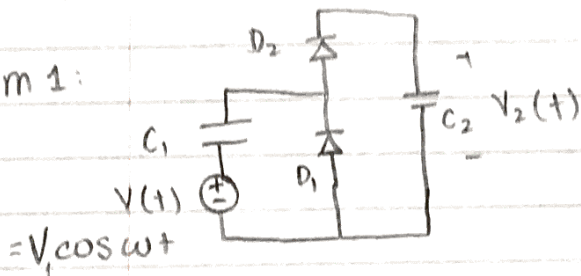 D₂
m 1:
+
C₁
C₂ V₂(t)
D₁
-
V(t) + -
=V₁cos ωt